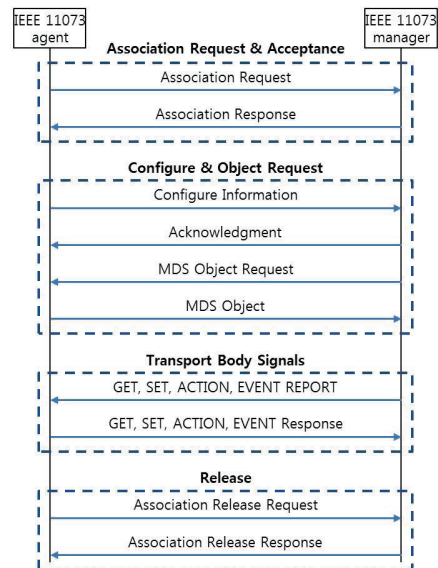 IEEE 11073
agent
IEEE 11073
manager
Association Request & Acceptance
Association Request
Association Response
Configure & Object Request
Configure Information
Acknowledgment
MDS Object Request
MDS Object
Transport Body Signals
GET, SET, ACTION, EVENT REPORT
GET, SET, ACTION, EVENT Response
Release
Association Release Request
Association Release Response